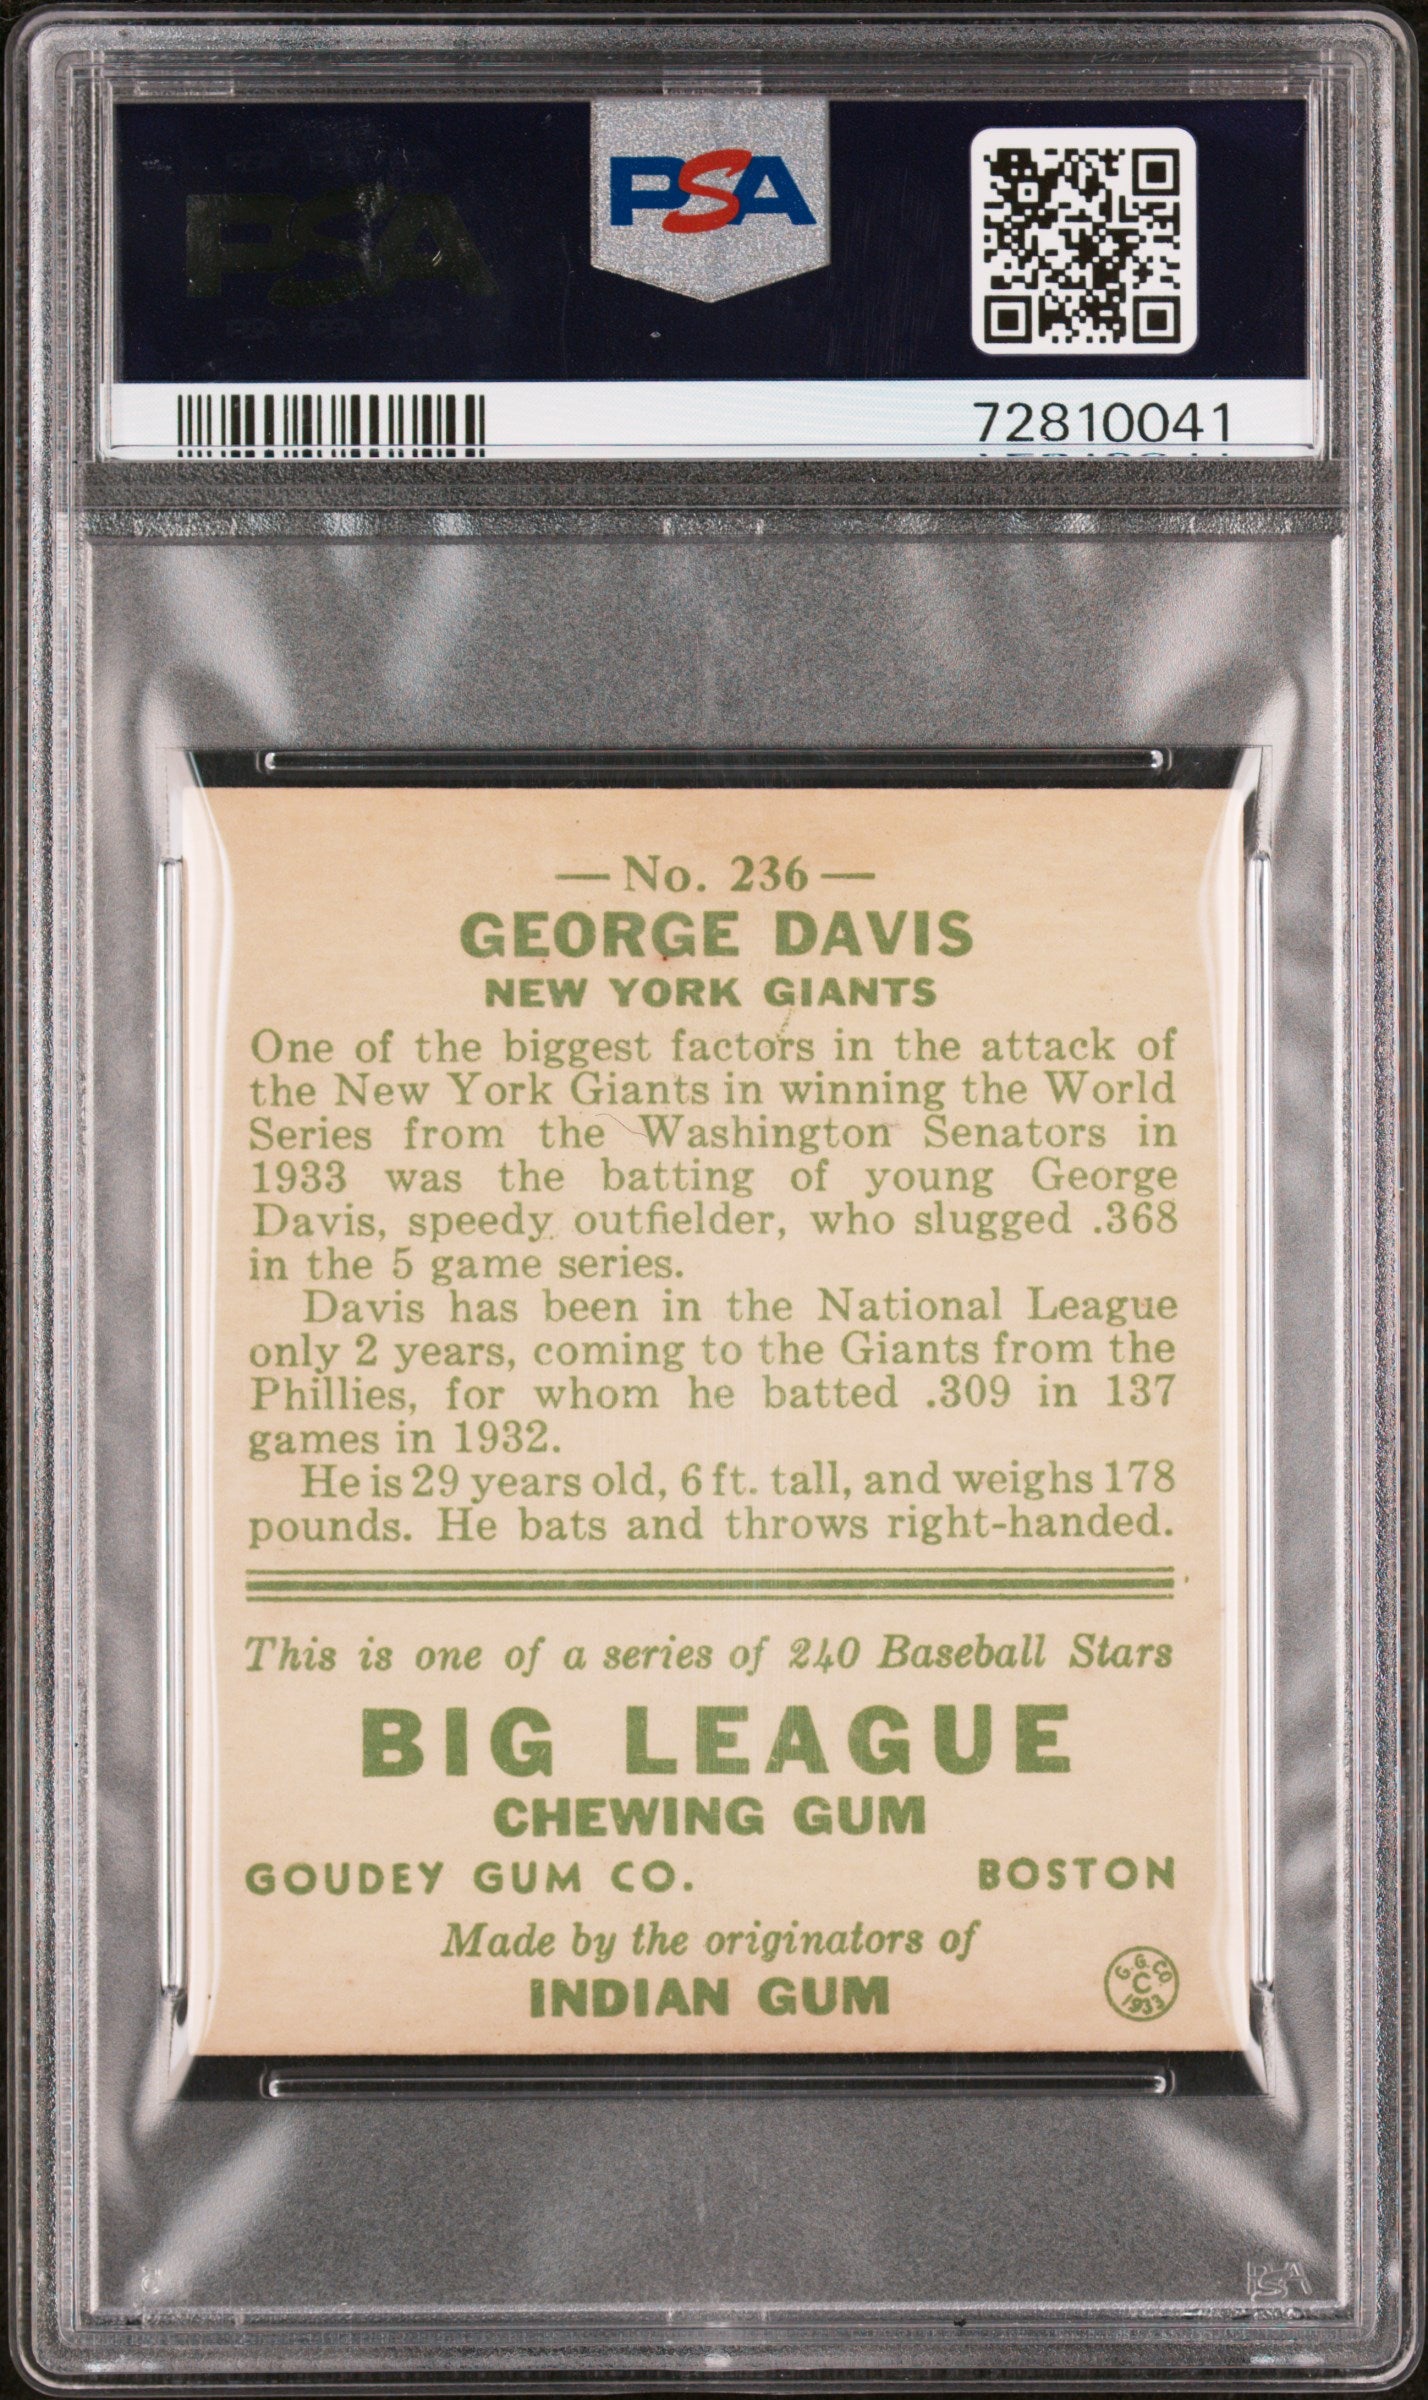 PSA
PSA
72810041
— No. 236 —
GEORGE DAVIS
NEW YORK GIANTS
One of the biggest factors in the attack of
the New York Giants in winning the World
Series from the Washington Senators in
1933 was the batting of young George
Davis, speedy outfielder, who slugged .368
in the 5 game series.
Davis has been in the National League
only 2 years, coming to the Giants from the
Phillies, for whom he batted .309 in 137
games in 1932.
He is 29 years old, 6 ft. tall, and weighs 178
pounds. He bats and throws right-handed.
This is one of a series of 240 Baseball Stars
BIG LEAGUE
CHEWING GUM
GOUDEY GUM CO. BOSTON
Made by the originators of
INDIAN GUM
G. G. CO.
C
1933
PSA